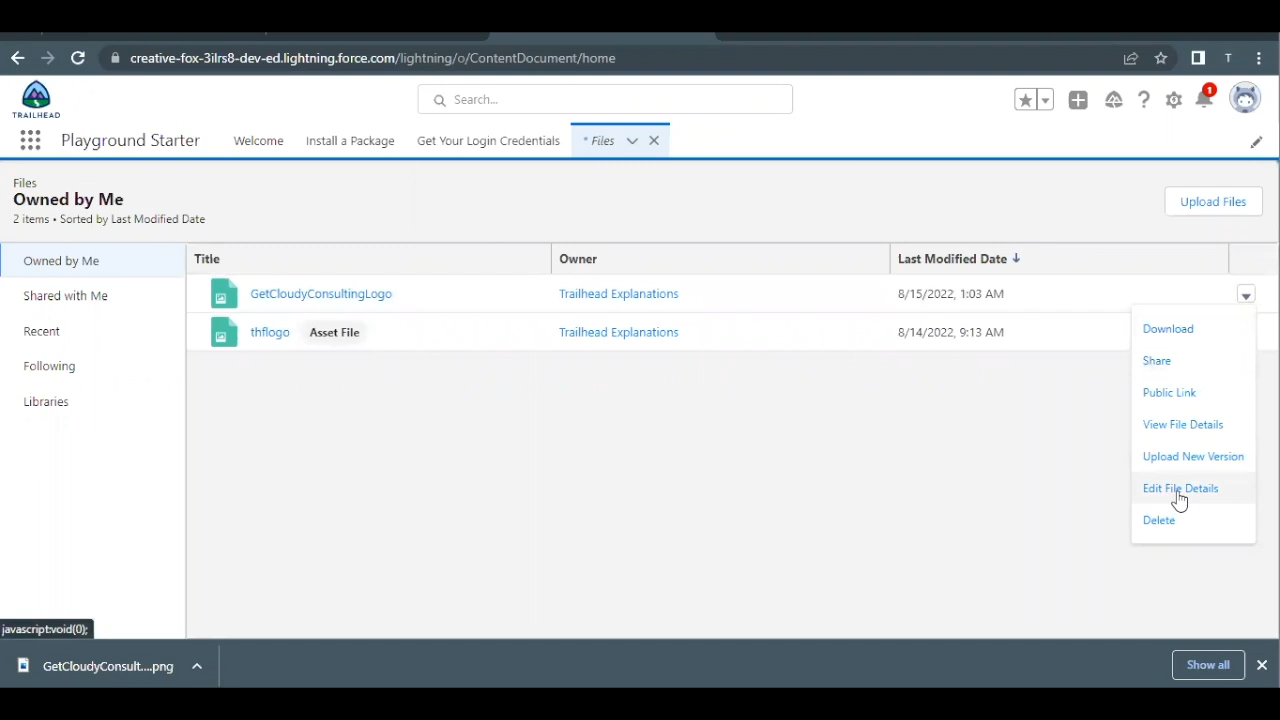 creative-fox-3ilrs8-dev-ed.lightning.force.com/lightning/o/ContentDocument/home
T
TRAILHEAD
Search...
1
Playground Starter
Welcome
Install a Package
Get Your Login Credentials
* Files
Files
Owned by Me
2 items • Sorted by Last Modified Date
Upload Files
Owned by Me
Shared with Me
Recent
Following
Libraries
Title Owner Last Modified Date
GetCloudyConsultingLogo Trailhead Explanations 8/15/2022, 1:03 AM
thflogo Asset File Trailhead Explanations 8/14/2022, 9:13 AM
Download
Share
Public Link
View File Details
Upload New Version
Edit File Details
Delete
javascript:void(0);
GetCloudyConsult....png
Show all